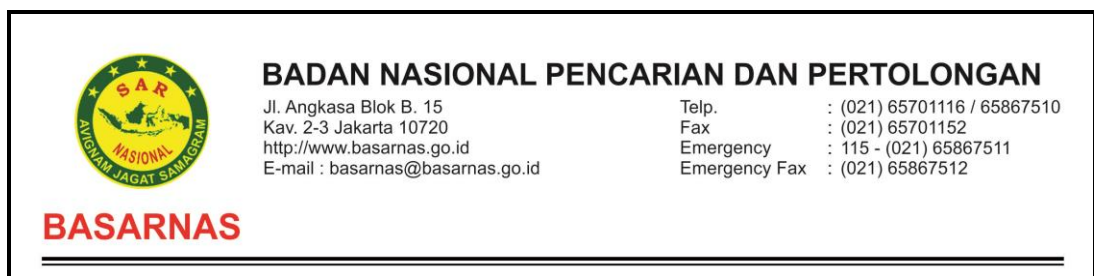 SAR
NASIONAL
AVIGNAM JAGAT SAMAGRAM
BASARNAS
BADAN NASIONAL PENCARIAN DAN PERTOLONGAN
Jl. Angkasa Blok B. 15
Kav. 2-3 Jakarta 10720
http://www.basarnas.go.id
E-mail : basarnas@basarnas.go.id
Telp. : (021) 65701116 / 65867510
Fax : (021) 65701152
Emergency : 115 - (021) 65867511
Emergency Fax : (021) 65867512